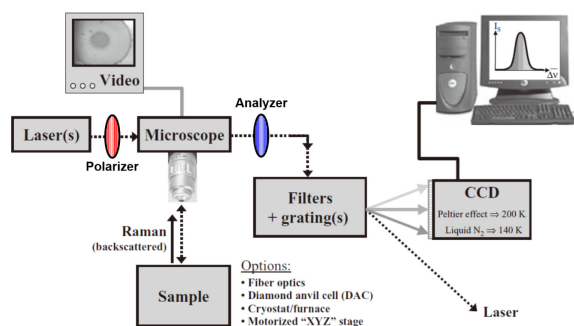 Video
Laser(s)
Polarizer
Microscope
Analyzer
Filters
+ grating(s)
CCD
Peltier effect ⇒ 200 K
Liquid N₂ ⇒ 140 K
Iₛ
Δν
Raman
(backscattered)
Sample
Options:
• Fiber optics
• Diamond anvil cell (DAC)
• Cryostat/furnace
• Motorized “XYZ” stage
Laser